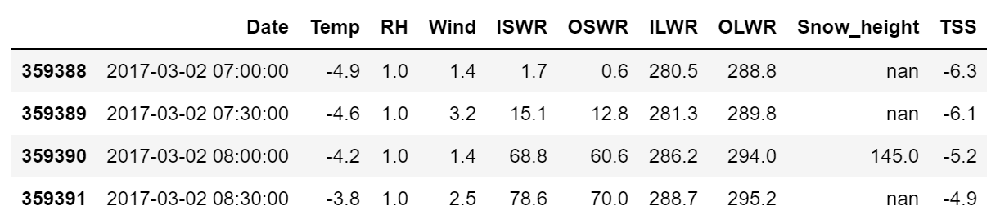 Date Temp RH Wind ISWR OSWR ILWR OLWR Snow_height TSS
359388 2017-03-02 07:00:00 -4.9 1.0 1.4 1.7 0.6 280.5 288.8 nan -6.3
359389 2017-03-02 07:30:00 -4.6 1.0 3.2 15.1 12.8 281.3 289.8 nan -6.1
359390 2017-03-02 08:00:00 -4.2 1.0 1.4 68.8 60.6 286.2 294.0 145.0 -5.2
359391 2017-03-02 08:30:00 -3.8 1.0 2.5 78.6 70.0 288.7 295.2 nan -4.9